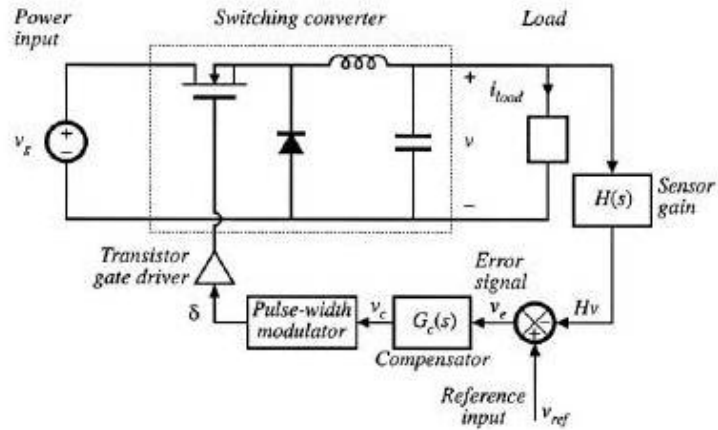 Power
input
Switching converter
Load
+
i_load
v_g
+
−
v
−
H(s)
Sensor
gain
Transistor
gate driver
Error
signal
δ
Pulse-width
modulator
v_c
G_c(s)
v_e
−
+
Hv
Compensator
Reference
input
v_ref